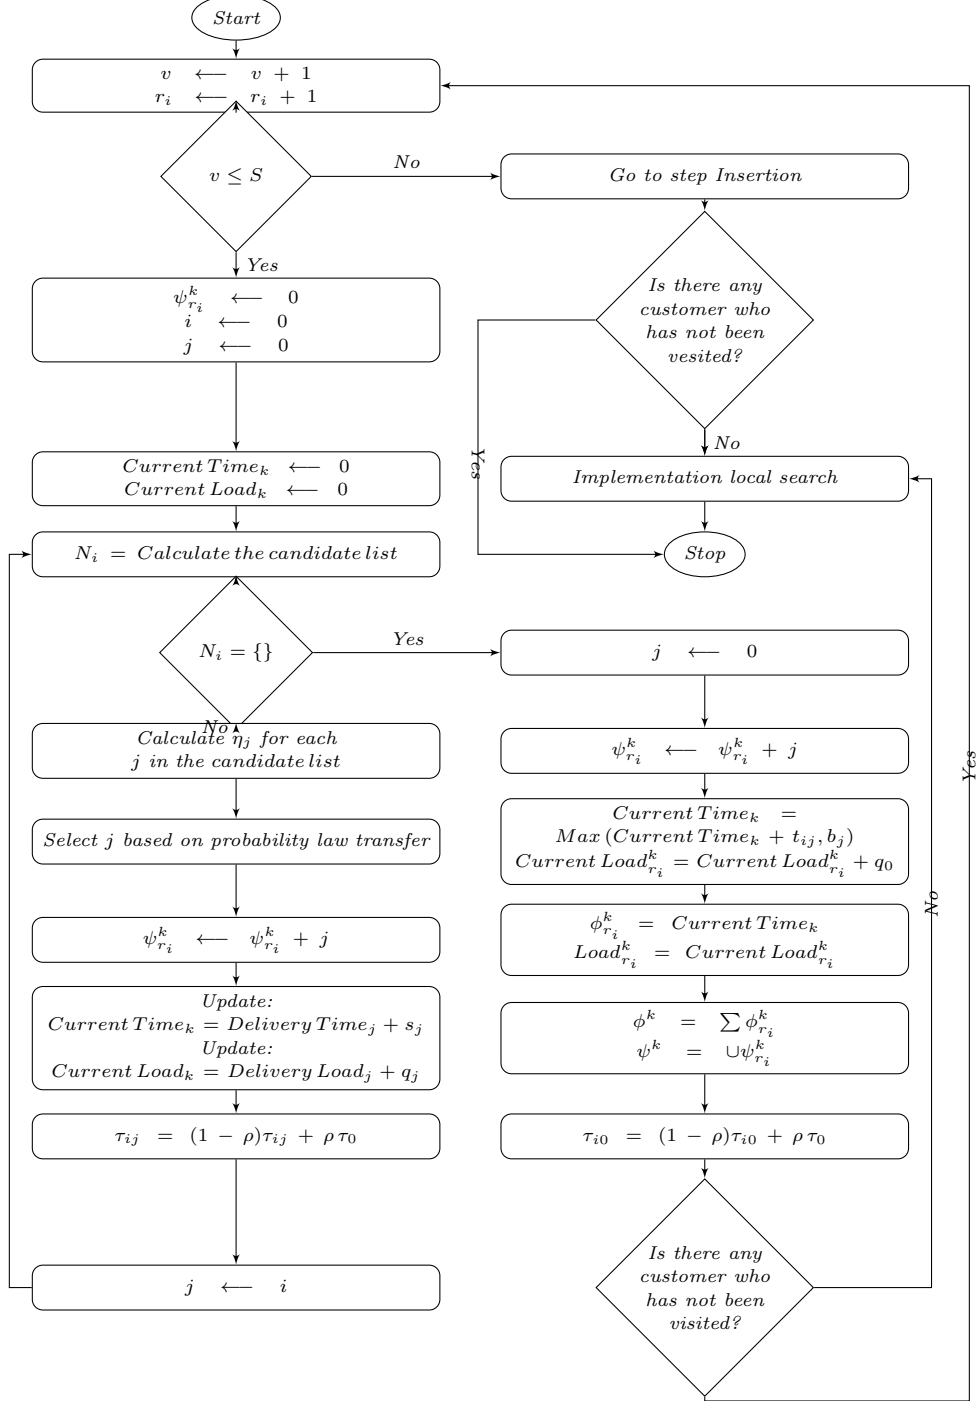 Start
v ⟵ v + 1
r_i ⟵ r_i + 1
v ≤ S
No
Go to step Insertion
Yes
ψ^k_{r_i} ⟵ 0
i ⟵ 0
j ⟵ 0
Is there any
customer who
has not been
vesited?
Yes
No
Current Time_k ⟵ 0
Current Load_k ⟵ 0
Implementation local search
N_i = Calculate the candidate list
Stop
N_i = {}
Yes
j ⟵ 0
No
Calculate η_j for each
j in the candidate list
ψ^k_{r_i} ⟵ ψ^k_{r_i} + j
Yes
Select j based on probability law transfer
Current Time_k =
Max (Current Time_k + t_{ij}, b_j)
Current Load^k_{r_i} = Current Load^k_{r_i} + q_0
No
ψ^k_{r_i} ⟵ ψ^k_{r_i} + j
ϕ^k_{r_i} = Current Time_k
Load^k_{r_i} = Current Load^k_{r_i}
Update:
Current Time_k = Delivery Time_j + s_j
Update:
Current Load_k = Delivery Load_j + q_j
ϕ^k = ∑ ϕ^k_{r_i}
ψ^k = ∪ψ^k_{r_i}
τ_{ij} = (1 − ρ)τ_{ij} + ρ τ_0
τ_{i0} = (1 − ρ)τ_{i0} + ρ τ_0
j ⟵ i
Is there any
customer who
has not been
visited?